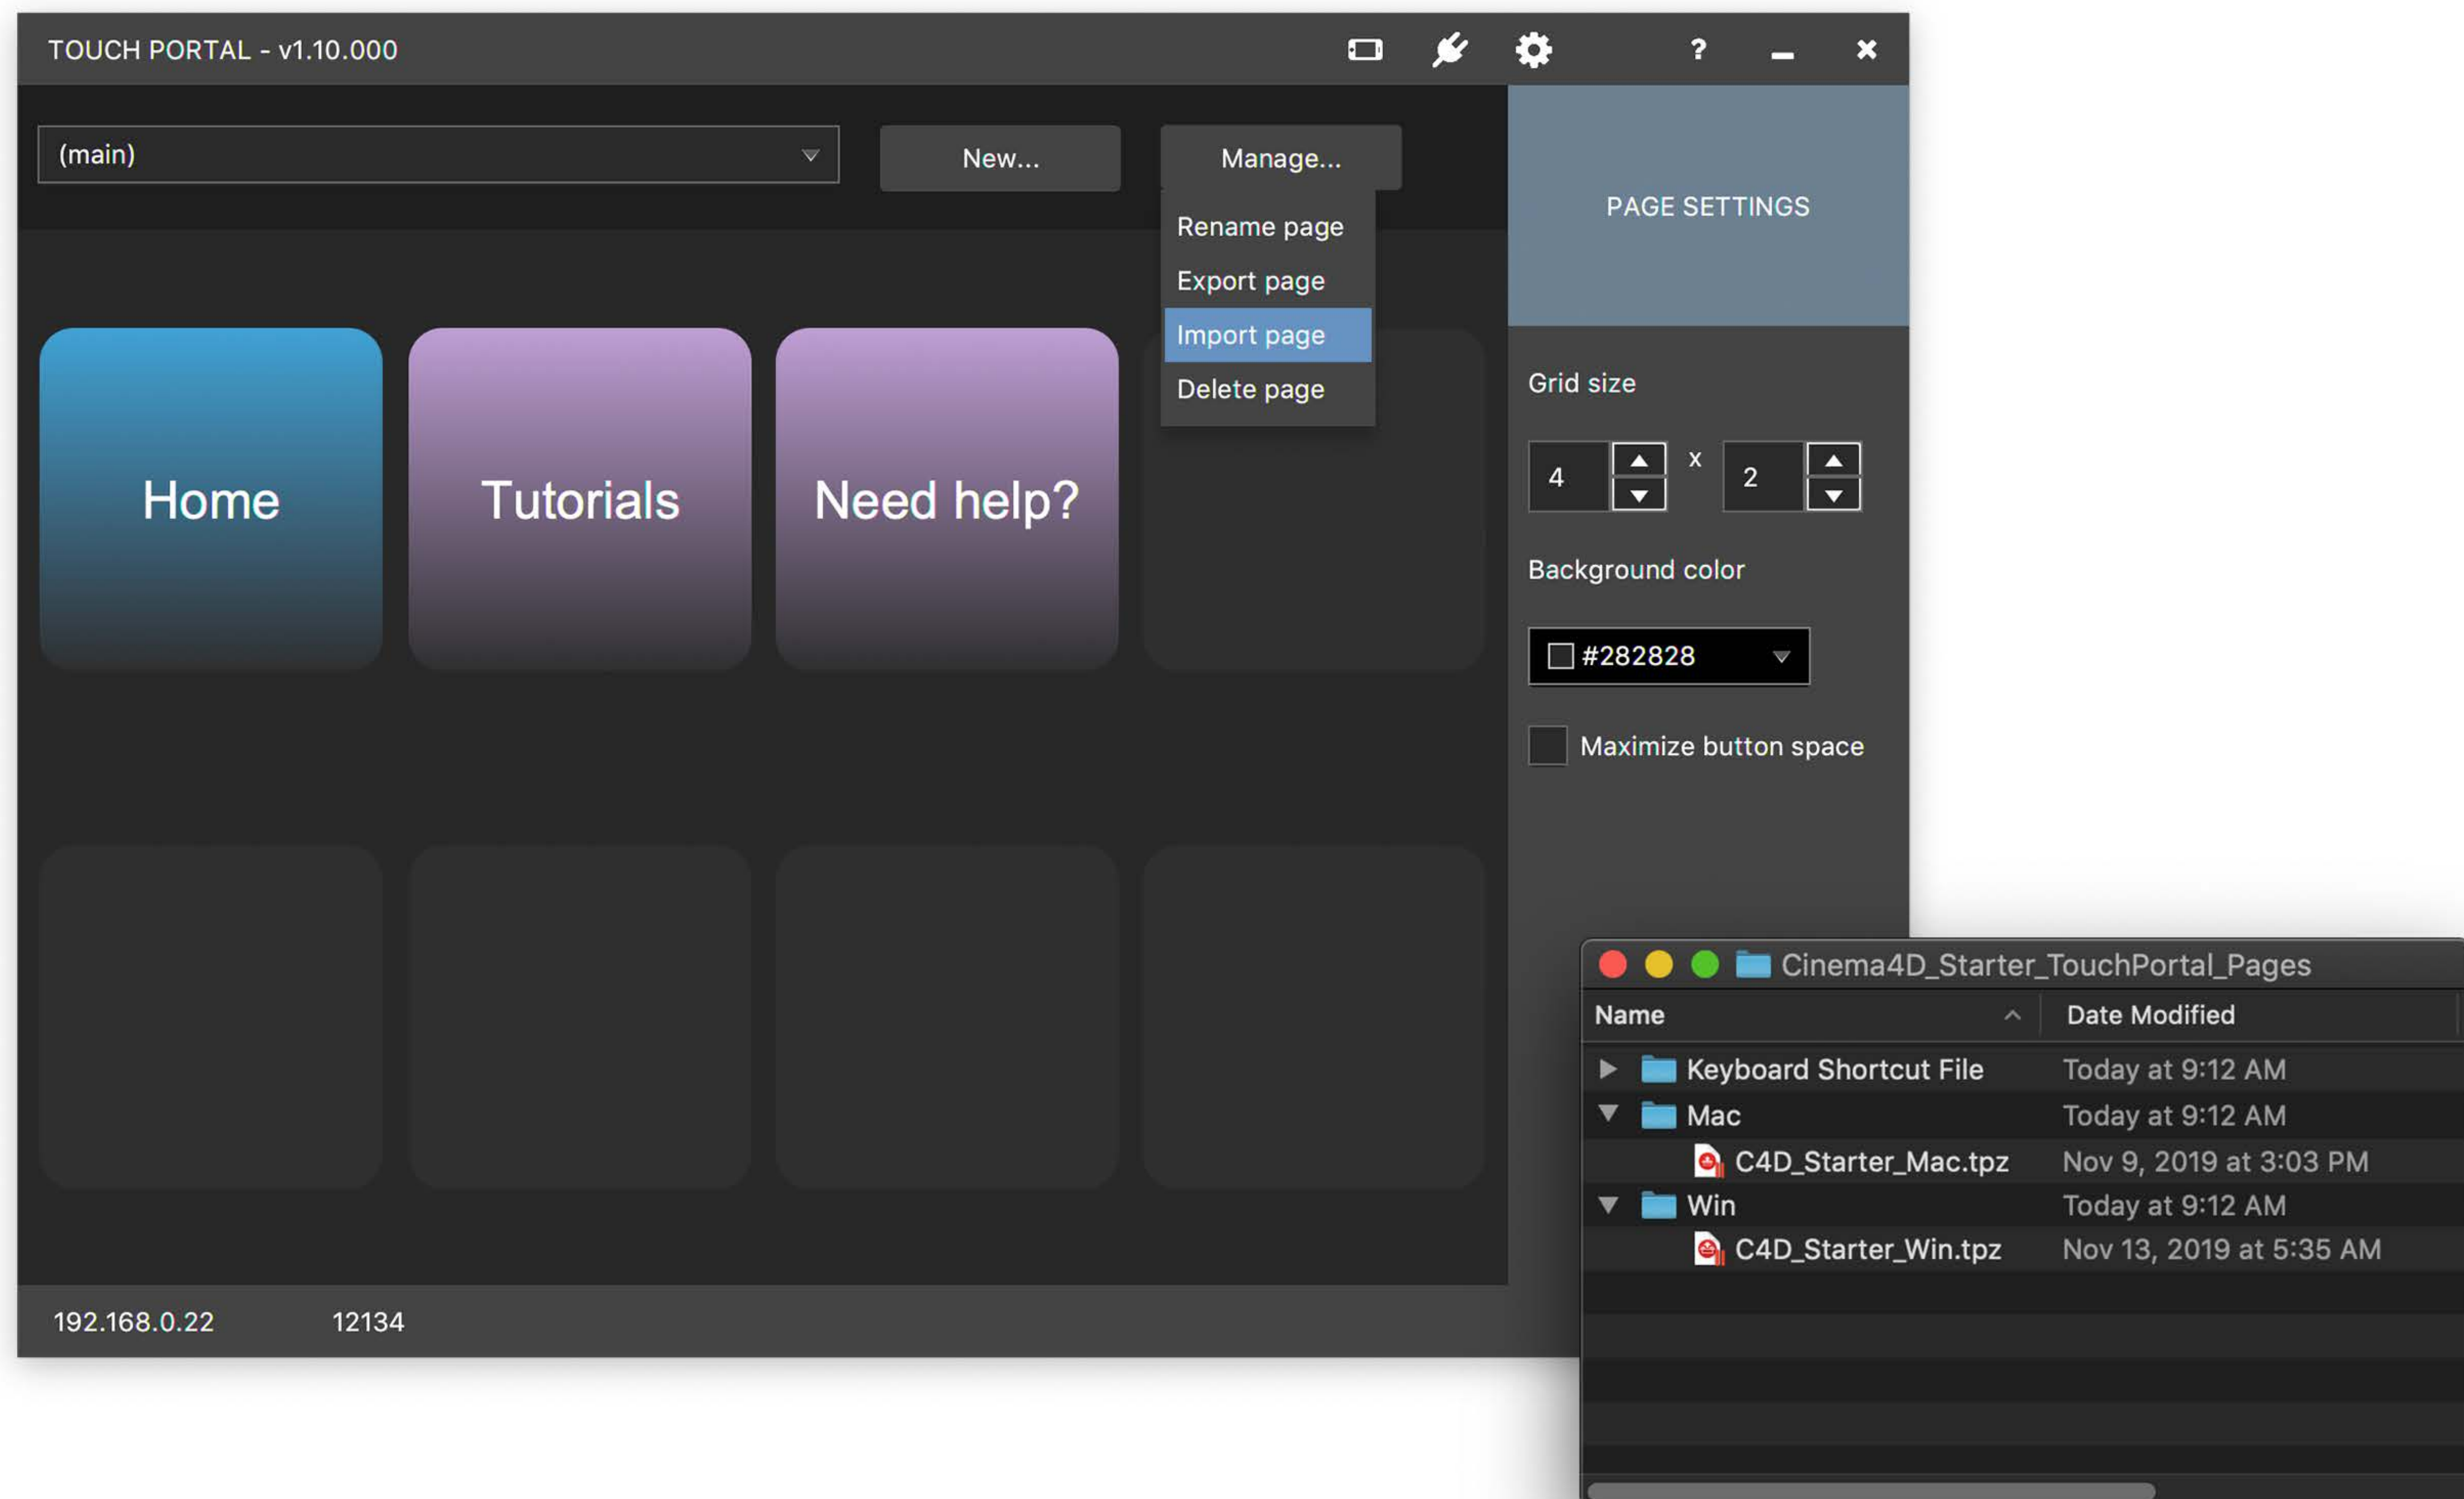 TOUCH PORTAL - v1.10.000
?
(main)
New...
Manage...
Rename page
Export page
Import page
Delete page
PAGE SETTINGS
Home
Tutorials
Need help?
Grid size
4 x 2
Background color
#282828
Maximize button space
192.168.0.22 12134
Cinema4D_Starter_TouchPortal_Pages
Name Date Modified
Keyboard Shortcut File Today at 9:12 AM
Mac Today at 9:12 AM
C4D_Starter_Mac.tpz Nov 9, 2019 at 3:03 PM
Win Today at 9:12 AM
C4D_Starter_Win.tpz Nov 13, 2019 at 5:35 AM